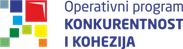 Operativni program
KONKURENTNOST
I KOHEZIJA